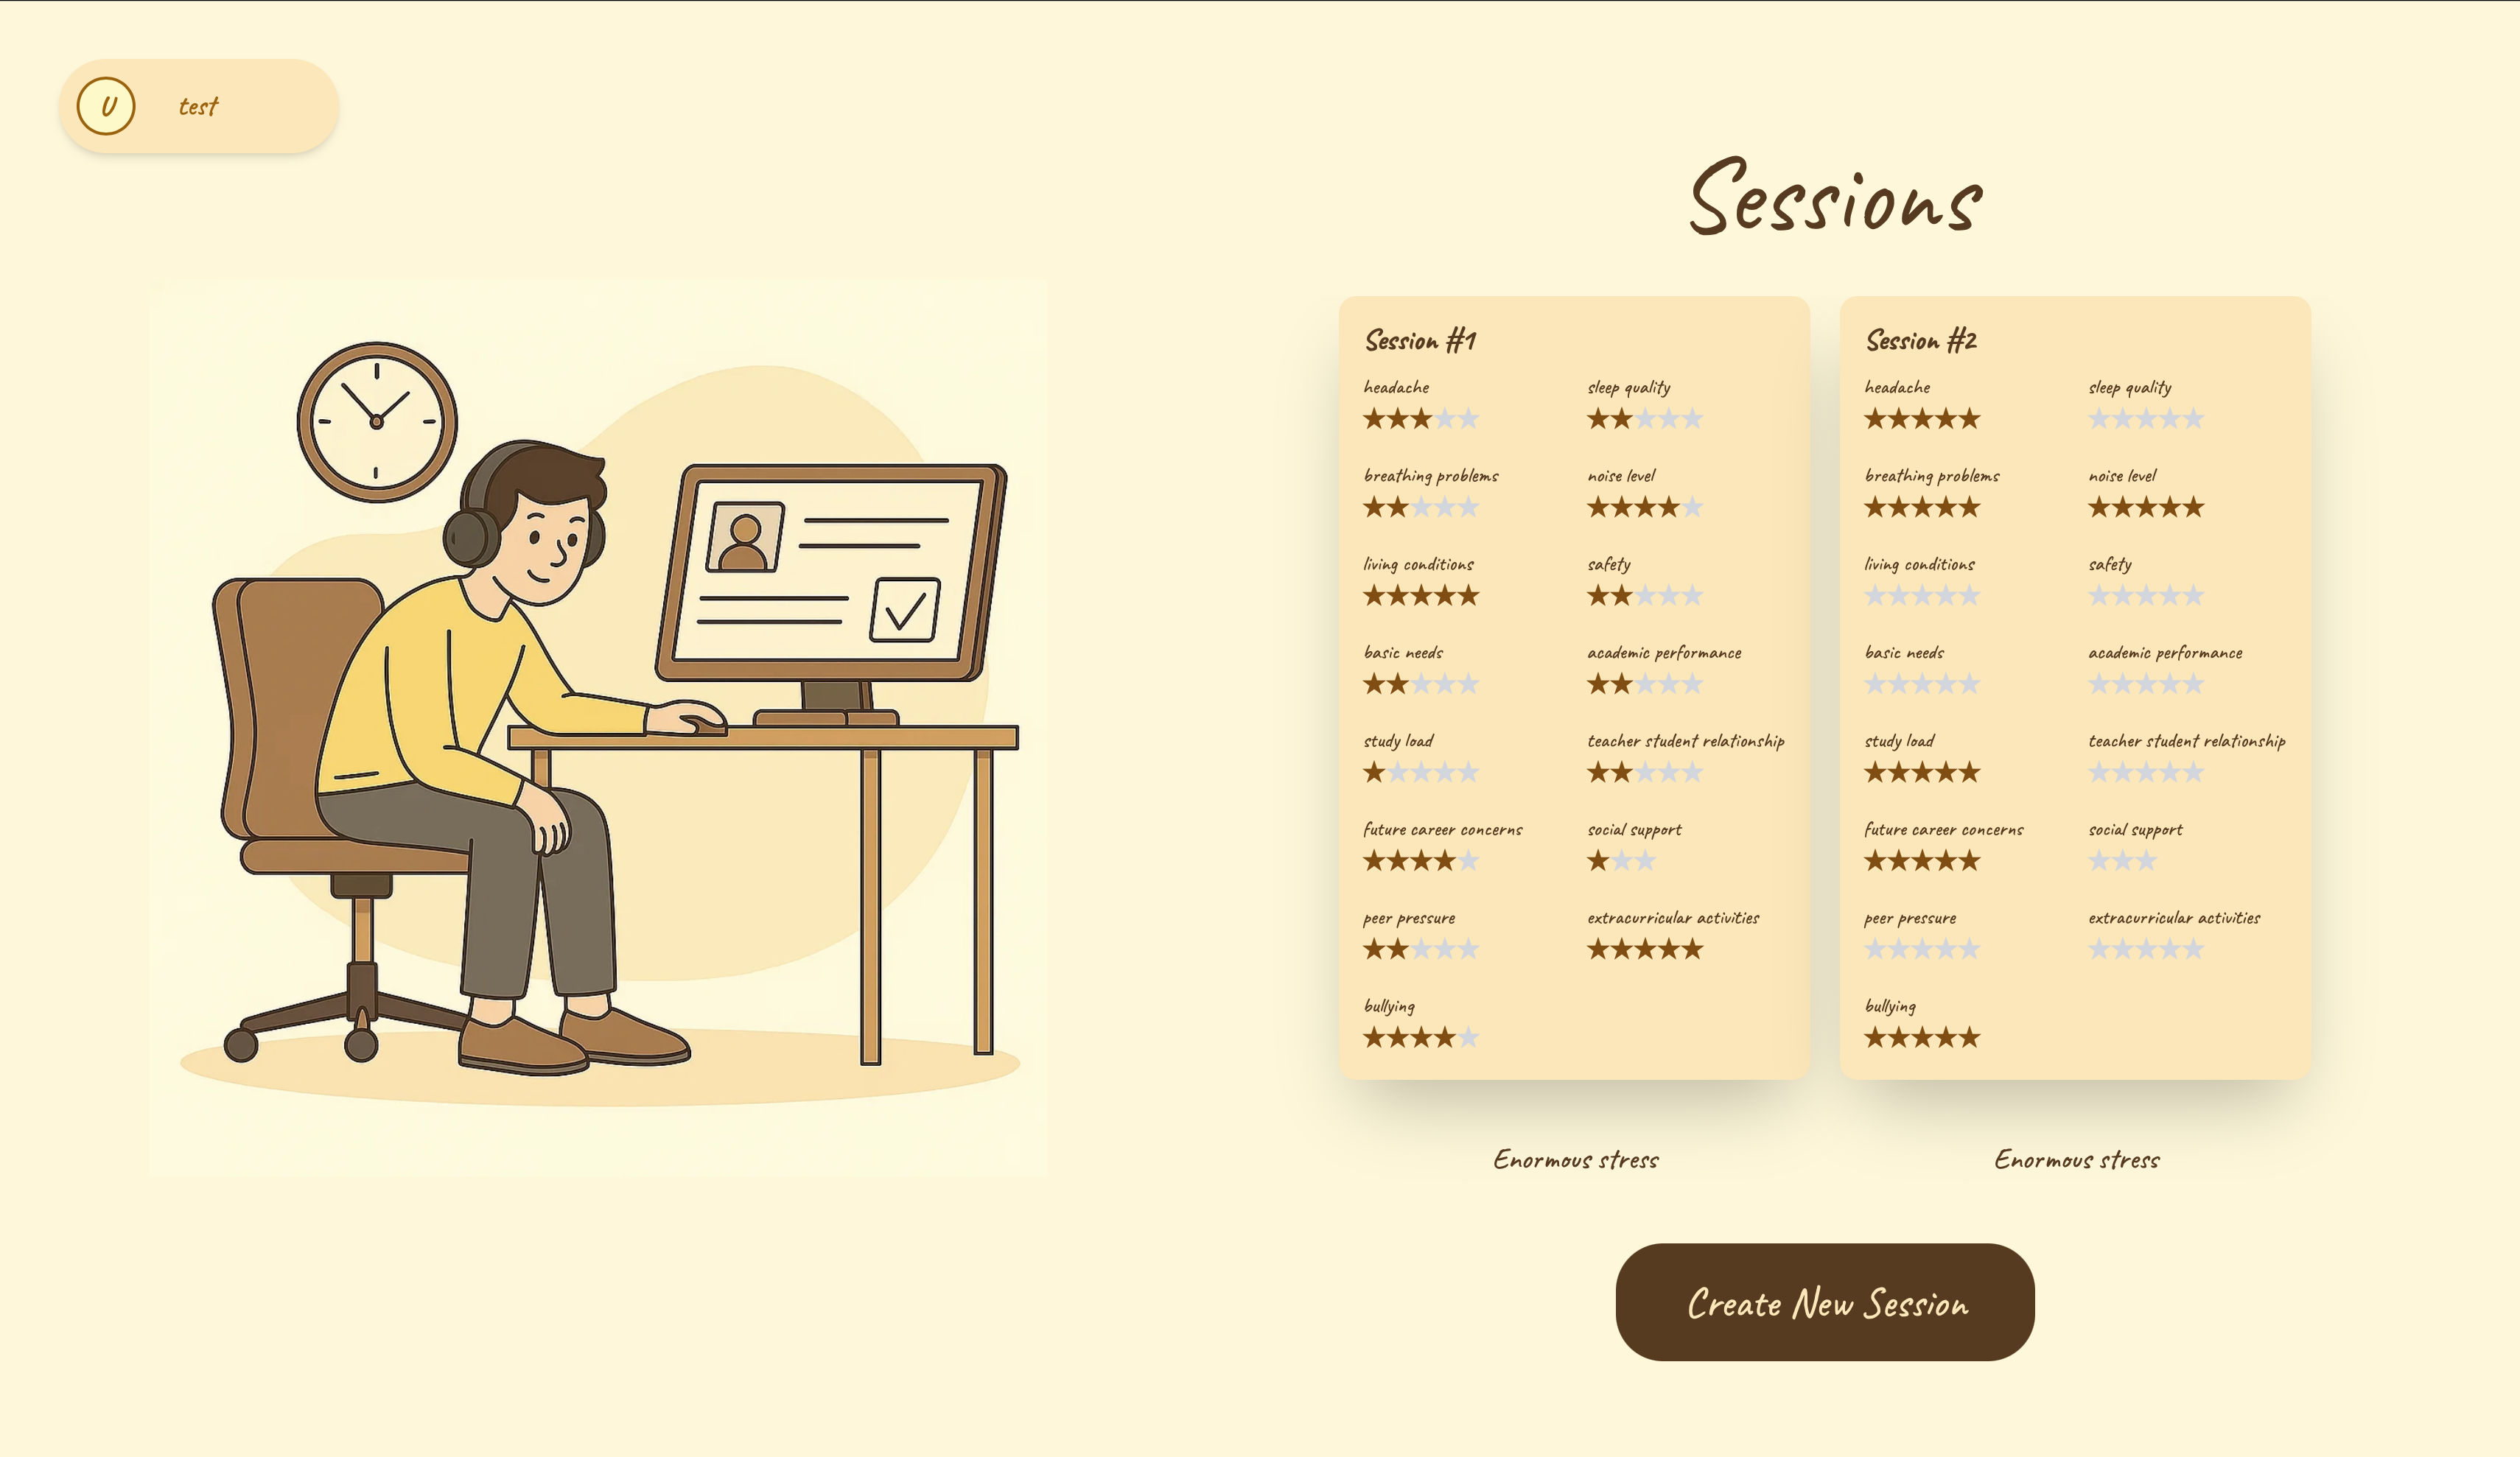 U test
Sessions
Session #1
headache sleep quality
breathing problems noise level
living conditions safety
basic needs academic performance
study load teacher student relationship
future career concerns social support
peer pressure extracurricular activities
bullying
Enormous stress
Session #2
headache sleep quality
breathing problems noise level
living conditions safety
basic needs academic performance
study load teacher student relationship
future career concerns social support
peer pressure extracurricular activities
bullying
Enormous stress
Create New Session